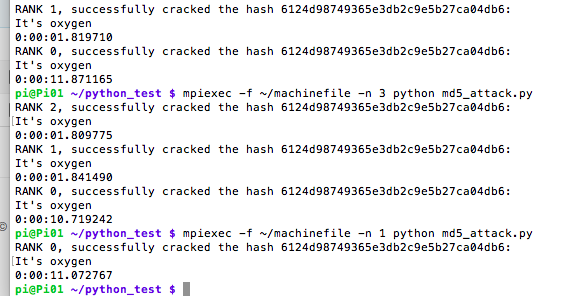 RANK 1, successfully cracked the hash 6124d98749365e3db2c9e5b27ca04db6:
It's oxygen
0:00:01.819710
RANK 0, successfully cracked the hash 6124d98749365e3db2c9e5b27ca04db6:
It's oxygen
0:00:11.871165
pi@Pi01 ~/python_test $ mpiexec -f ~/machinefile -n 3 python md5_attack.py
RANK 2, successfully cracked the hash 6124d98749365e3db2c9e5b27ca04db6:
It's oxygen
0:00:01.809775
RANK 1, successfully cracked the hash 6124d98749365e3db2c9e5b27ca04db6:
It's oxygen
0:00:01.841490
RANK 0, successfully cracked the hash 6124d98749365e3db2c9e5b27ca04db6:
It's oxygen
0:00:10.719242
pi@Pi01 ~/python_test $ mpiexec -f ~/machinefile -n 1 python md5_attack.py
RANK 0, successfully cracked the hash 6124d98749365e3db2c9e5b27ca04db6:
It's oxygen
0:00:11.072767
pi@Pi01 ~/python_test $